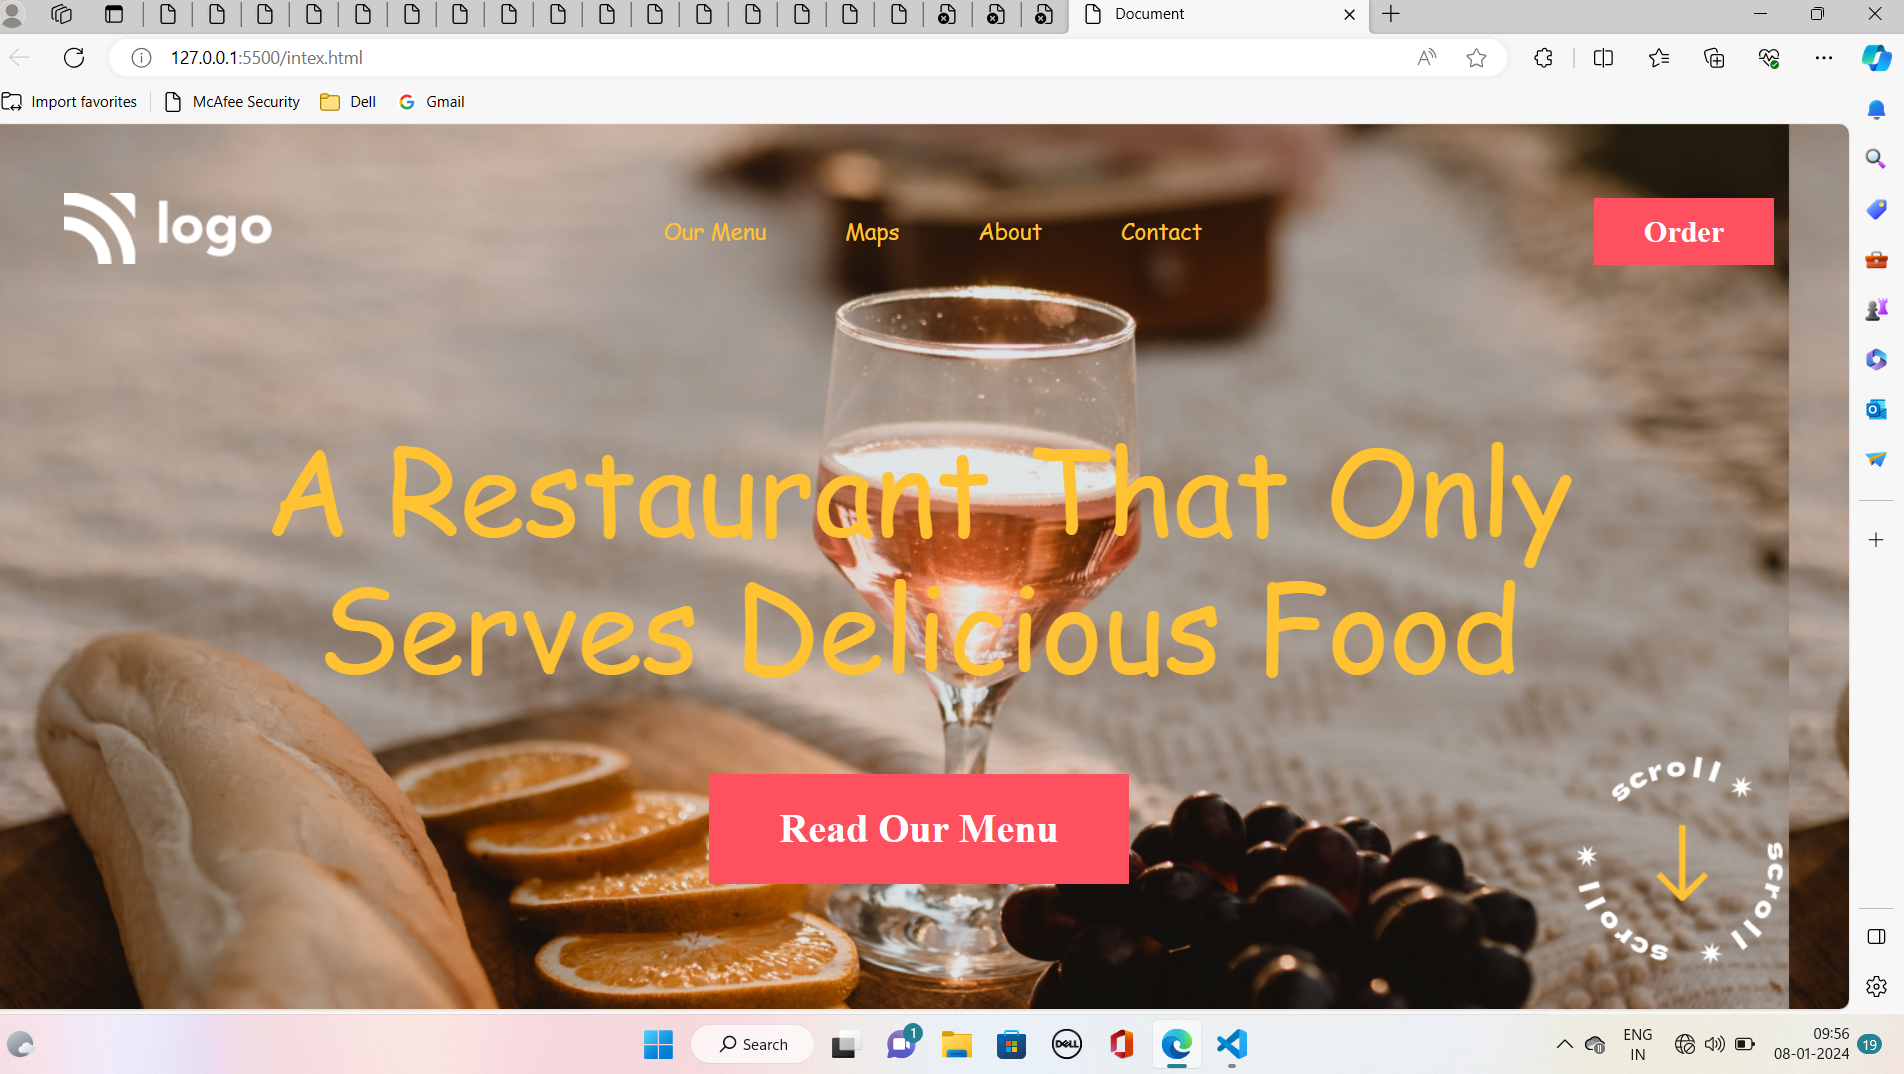 Document
127.0.0.1:5500/intex.html
Import favorites
McAfee Security
Dell
Gmail
logo
Our Menu
Maps
About
Contact
Order
A Restaurant That Only
Serves Delicious Food
Read Our Menu
scroll
scroll
scroll
1
Search
DELL
ENG
IN
09:56
08-01-2024
19